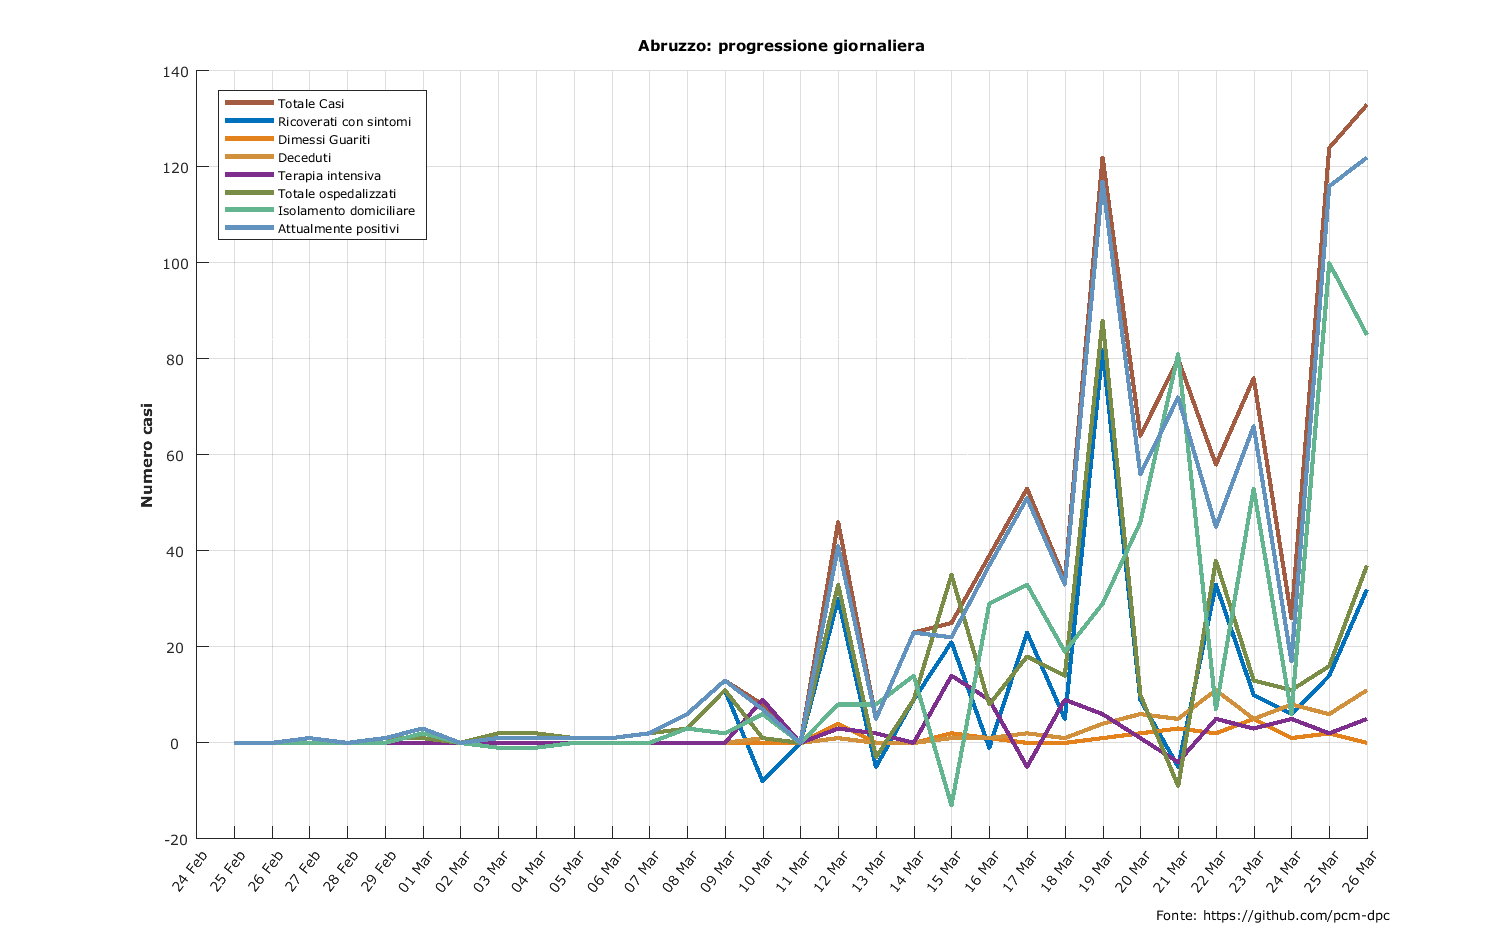 Abruzzo: progressione giornaliera
140
120
100
80
60
40
20
0
-20
Numero casi
Totale Casi
Ricoverati con sintomi
Dimessi Guariti
Deceduti
Terapia intensiva
Totale ospedalizzati
Isolamento domiciliare
Attualmente positivi
24 Feb
25 Feb
26 Feb
27 Feb
28 Feb
29 Feb
01 Mar
02 Mar
03 Mar
04 Mar
05 Mar
06 Mar
07 Mar
08 Mar
09 Mar
10 Mar
11 Mar
12 Mar
13 Mar
14 Mar
15 Mar
16 Mar
17 Mar
18 Mar
19 Mar
20 Mar
21 Mar
22 Mar
23 Mar
24 Mar
25 Mar
26 Mar
Fonte: https://github.com/pcm-dpc